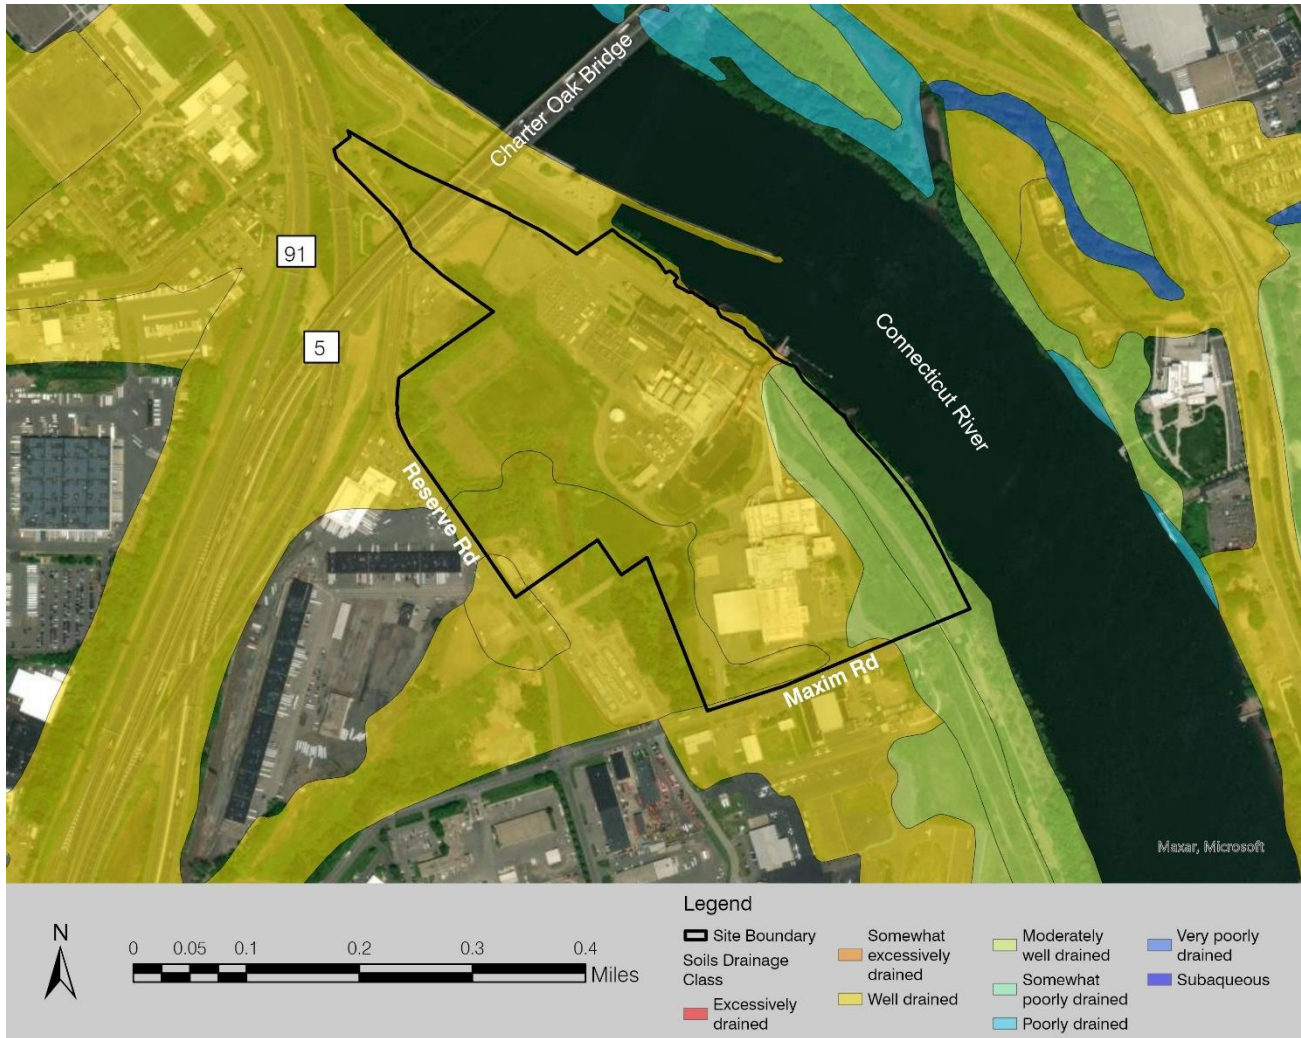 Charter Oak Bridge
91
5
Connecticut River
Reserve Rd
Maxim Rd
Maxar, Microsoft
N
0 0.05 0.1 0.2 0.3 0.4
Miles
Legend
Site Boundary
Soils Drainage
Class
Excessively
drained
Somewhat
excessively
drained
Well drained
Moderately
well drained
Somewhat
poorly drained
Poorly drained
Very poorly
drained
Subaqueous